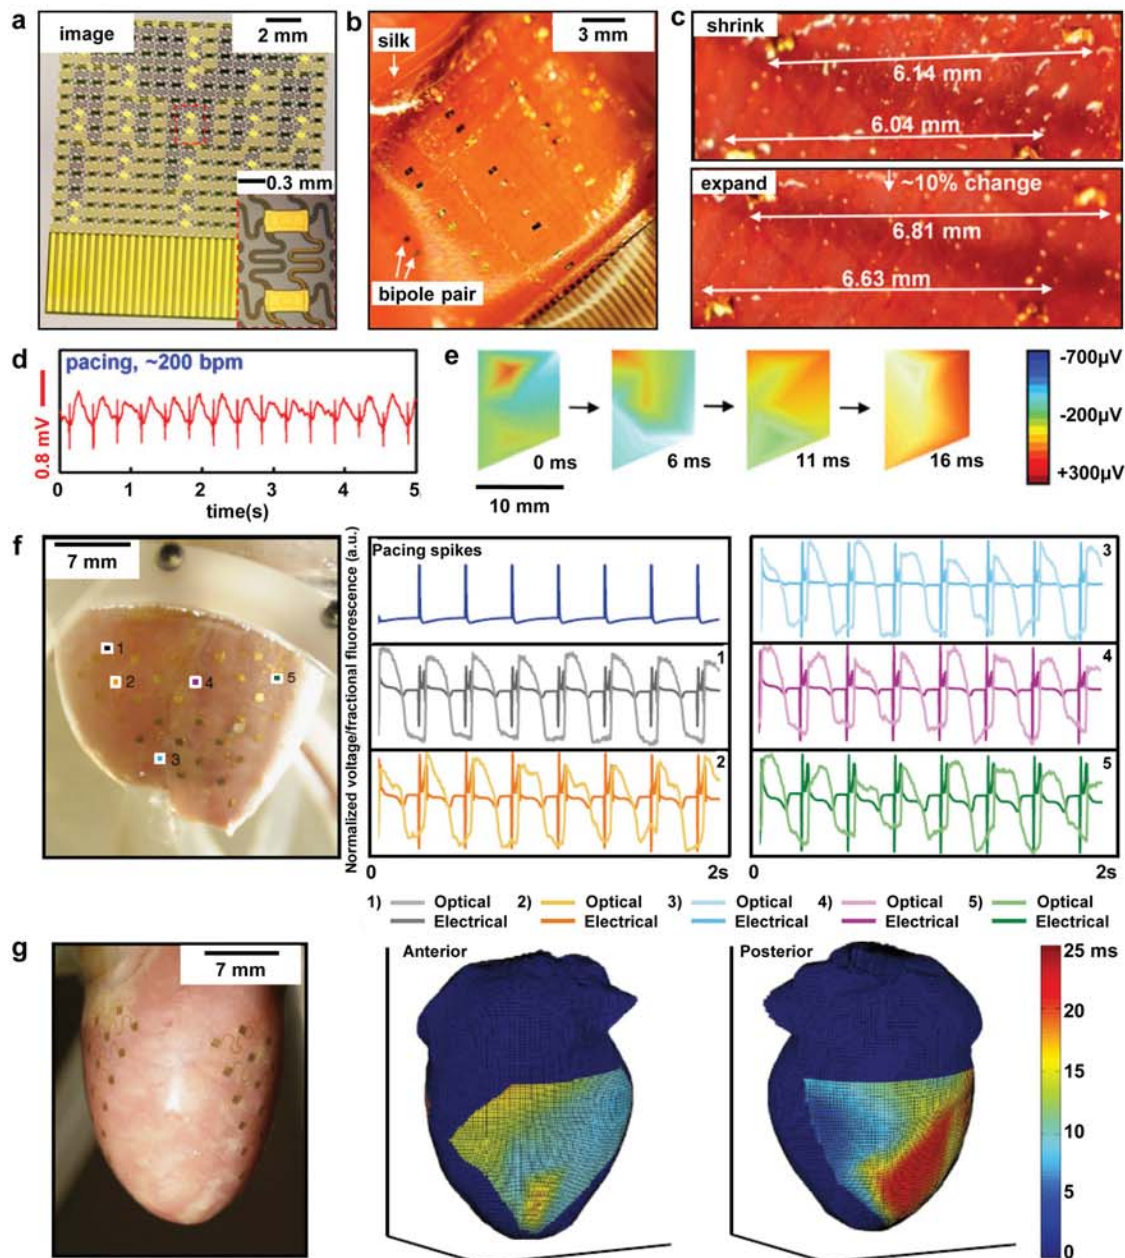 a
image
2 mm
0.3 mm
b
silk
3 mm
bipole pair
c
shrink
6.14 mm
6.04 mm
expand
~10% change
6.81 mm
6.63 mm
d
pacing, ~200 bpm
0.8 mV
0 1 2 3 4 5
time(s)
e
0 ms
6 ms
11 ms
16 ms
10 mm
-700µV
-200µV
+300µV
f
7 mm
1
2
3
4
5
Normalized voltage/fractional fluorescence (a.u.)
Pacing spikes
1
2
0 2s
3
4
5
0 2s
1) Optical 2) Optical 3) Optical 4) Optical 5) Optical
Electrical Electrical Electrical Electrical Electrical
g
7 mm
Anterior
Posterior
25 ms
20
15
10
5
0